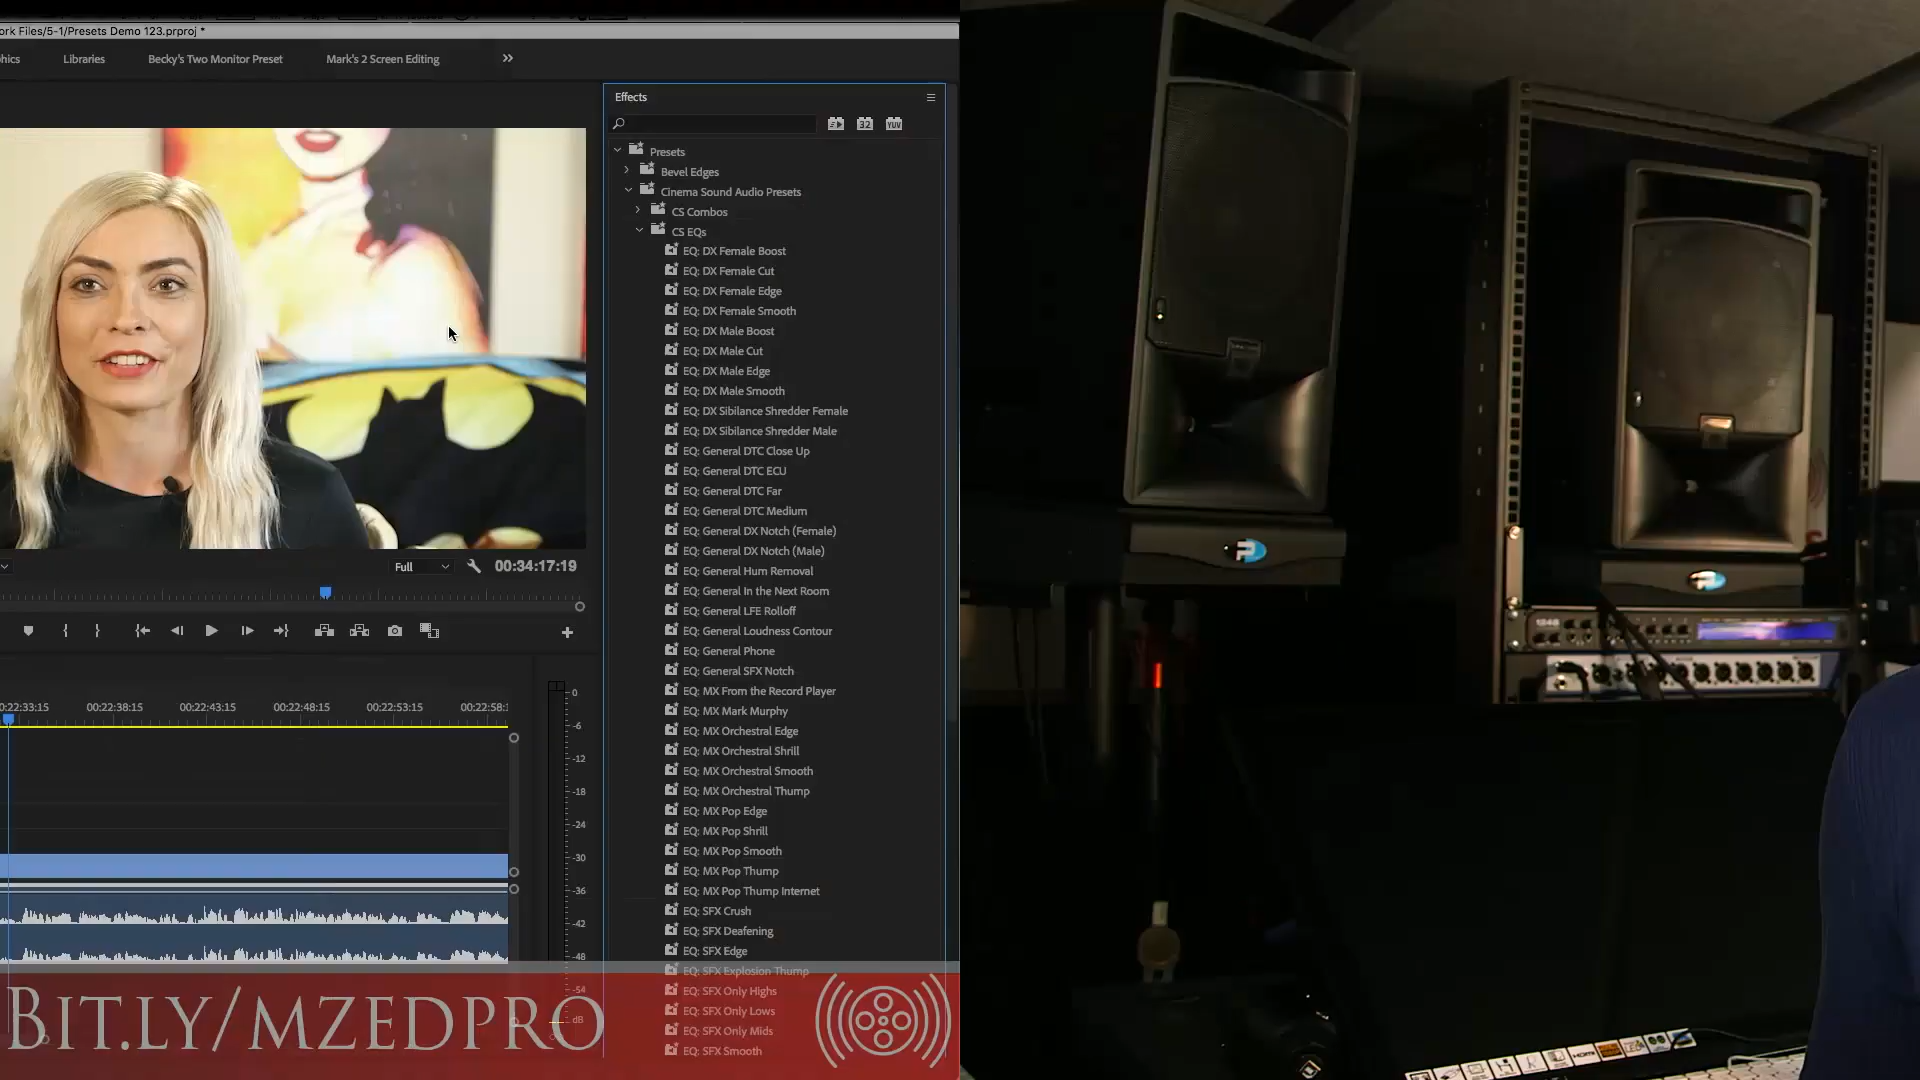 ork Files/5-1/Presets Demo 123.prproj *
hics
Libraries
Becky's Two Monitor Preset
Mark's 2 Screen Editing
Effects
32
YUV
Presets
Bevel Edges
Cinema Sound Audio Presets
CS Combos
CS EQs
EQ: DX Female Boost
EQ: DX Female Cut
EQ: DX Female Edge
EQ: DX Female Smooth
EQ: DX Male Boost
EQ: DX Male Cut
EQ: DX Male Edge
EQ: DX Male Smooth
EQ: DX Sibilance Shredder Female
EQ: DX Sibilance Shredder Male
EQ: General DTC Close Up
EQ: General DTC ECU
EQ: General DTC Far
EQ: General DTC Medium
EQ: General DX Notch (Female)
EQ: General DX Notch (Male)
EQ: General Hum Removal
EQ: General In the Next Room
EQ: General LFE Rolloff
EQ: General Loudness Contour
EQ: General Phone
EQ: General SFX Notch
EQ: MX From the Record Player
EQ: MX Mark Murphy
EQ: MX Orchestral Edge
EQ: MX Orchestral Shrill
EQ: MX Orchestral Smooth
EQ: MX Orchestral Thump
EQ: MX Pop Edge
EQ: MX Pop Shrill
EQ: MX Pop Smooth
EQ: MX Pop Thump
EQ: MX Pop Thump Internet
EQ: SFX Crush
EQ: SFX Deafening
EQ: SFX Edge
EQ: SFX Explosion Thump
EQ: SFX Only Highs
EQ: SFX Only Lows
EQ: SFX Only Mids
EQ: SFX Smooth
Full
00:34:17:19
0:22:33:15
00:22:38:15
00:22:43:15
00:22:48:15
00:22:53:15
00:22:58:1
0
-6
-12
-18
-24
-30
-36
-42
-48
-54
dB
Bit.ly/mzedpro
1248